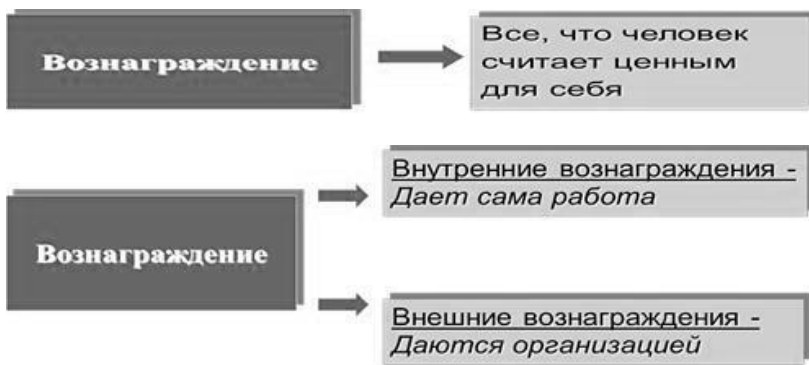 Вознаграждение
Все, что человек
считает ценным
для себя
Вознаграждение
Внутренние вознаграждения -
Дает сама работа
Внешние вознаграждения -
Даются организацией